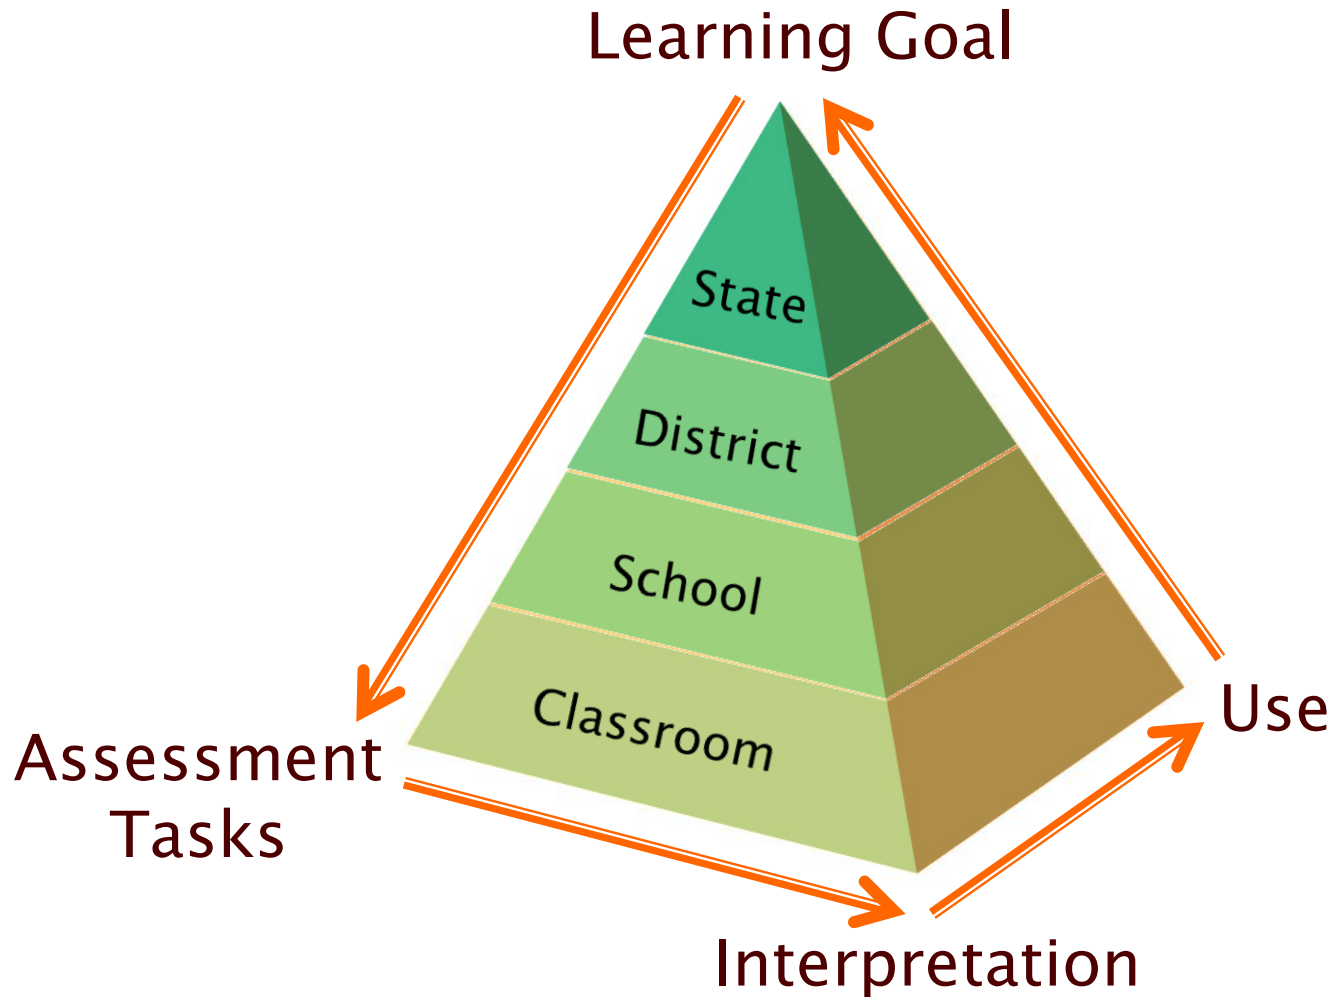 Learning Goal
State
District
School
Classroom
Use
Assessment
Tasks
Interpretation